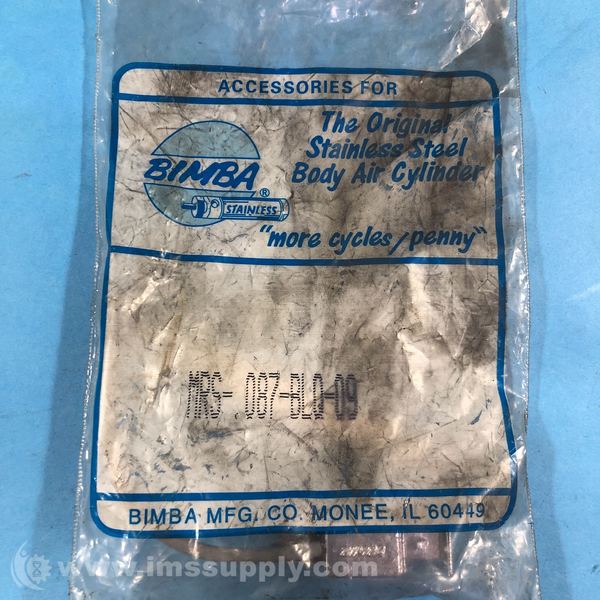 ACCESSORIES FOR
The Original
Stainless Steel
Body Air Cylinder
BIMBA
®
STAINLESS
"more cycles/penny"
MRS- .087-BLQ-09
BIMBA MFG. CO. MONEE, IL 60449
www.imssupply.com